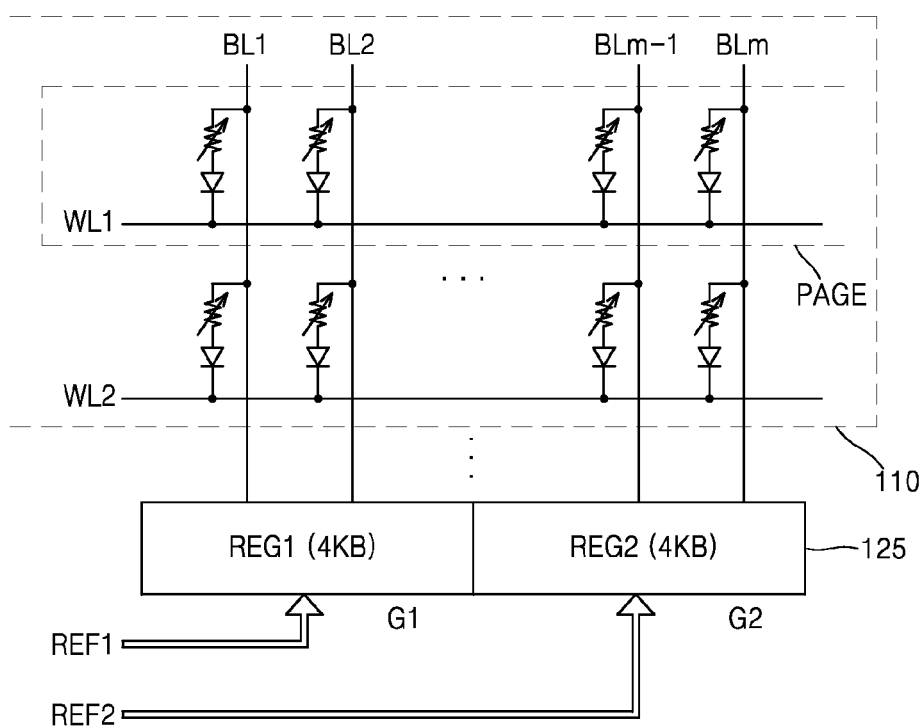 BL1 BL2 BLm-1 BLm
WL1
PAGE
WL2
110
REG1 (4KB) REG2 (4KB) 125
G1 G2
REF1
REF2